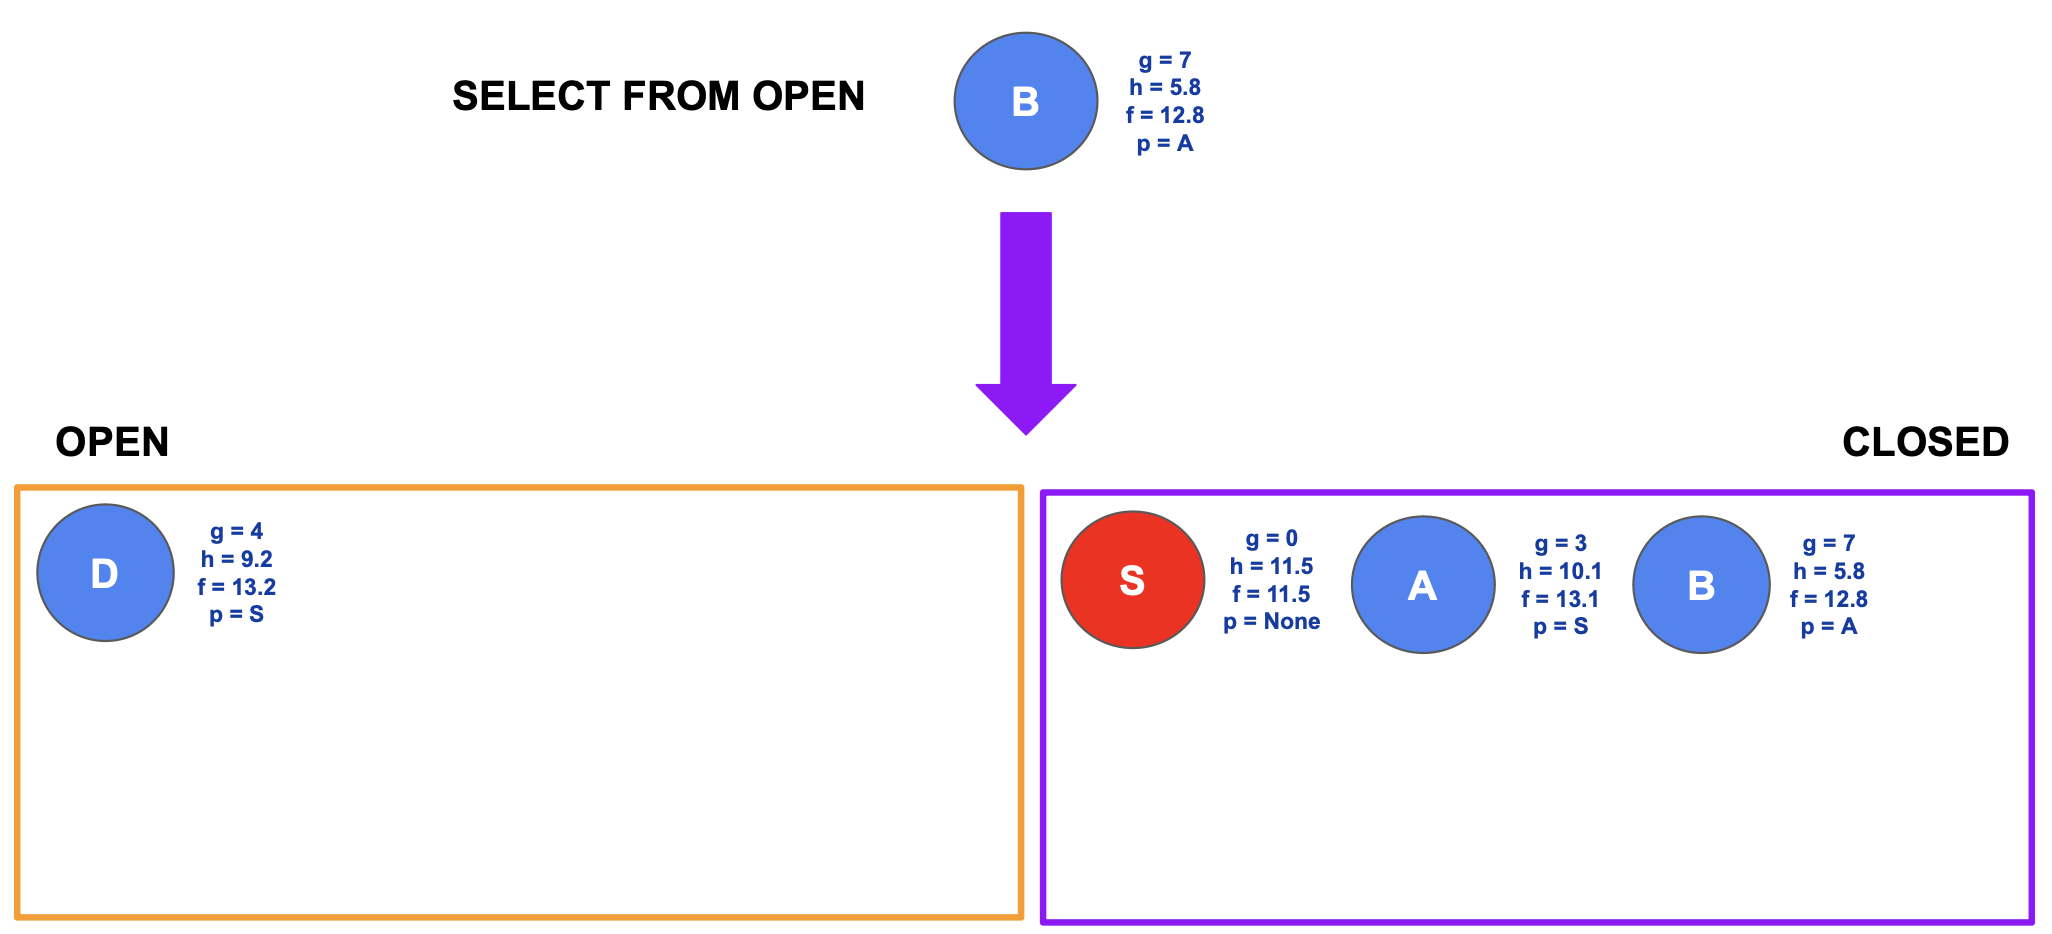 SELECT FROM OPEN
B
g = 7
h = 5.8
f = 12.8
p = A
OPEN
CLOSED
D
g = 4
h = 9.2
f = 13.2
p = S
S
g = 0
h = 11.5
f = 11.5
p = None
A
g = 3
h = 10.1
f = 13.1
p = S
B
g = 7
h = 5.8
f = 12.8
p = A